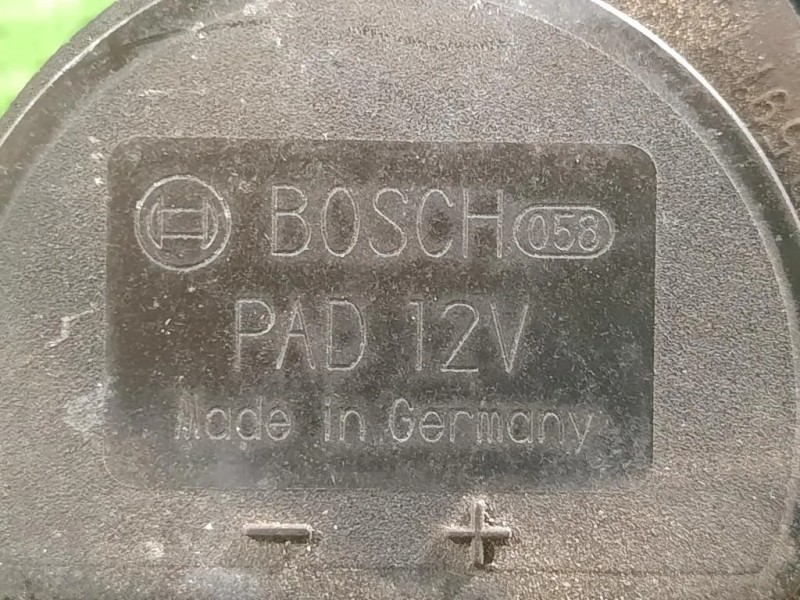 BOSCH 058
PAD 12V
Made in Germany
- +